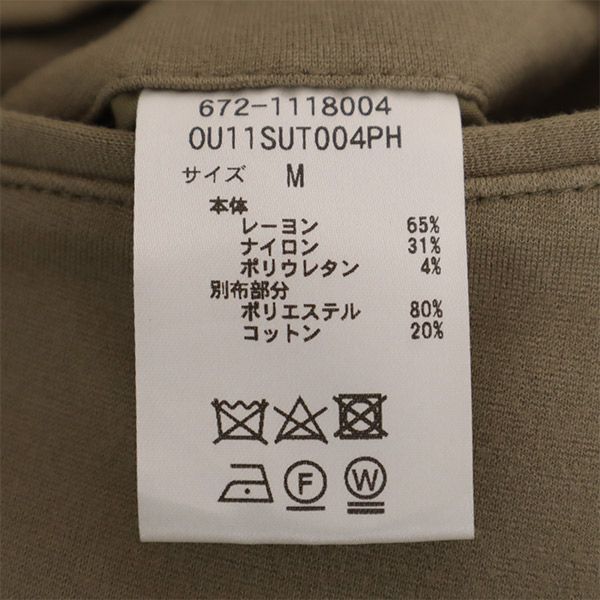 672-1118004
OU11SUT004PH
サイズ M
本体
レーヨン 65%
ナイロン 31%
ポリウレタン 4%
別布部分
ポリエステル 80%
コットン 20%
F W